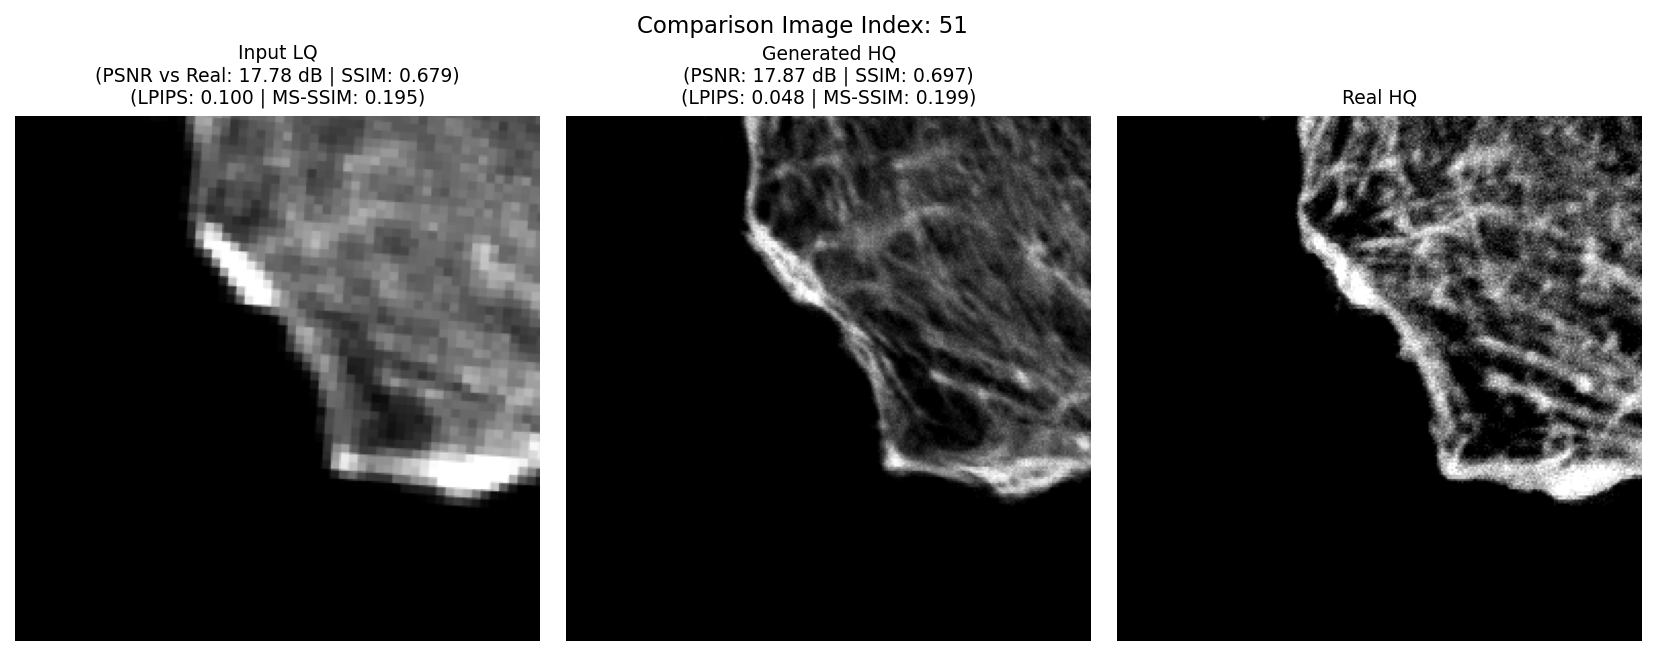 Comparison Image Index: 51
Input LQ
(PSNR vs Real: 17.78 dB | SSIM: 0.679)
(LPIPS: 0.100 | MS-SSIM: 0.195)
Generated HQ
(PSNR: 17.87 dB | SSIM: 0.697)
(LPIPS: 0.048 | MS-SSIM: 0.199)
Real HQ